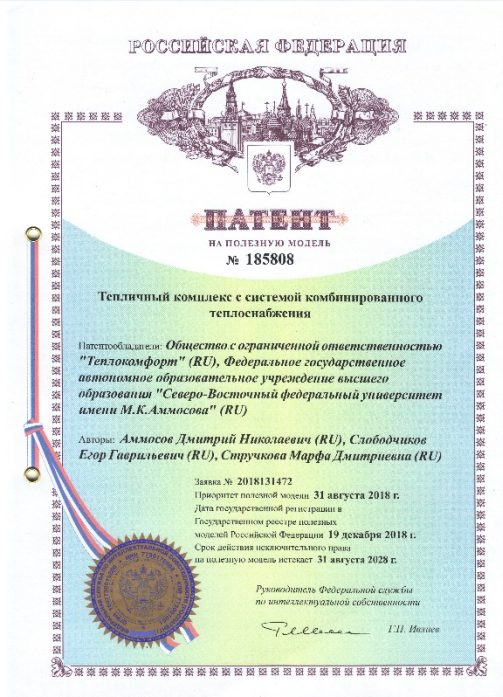 РОССИЙСКАЯ ФЕДЕРАЦИЯ
ПАТЕНТ
НА ПОЛЕЗНУЮ МОДЕЛЬ
№ 185808
Тепличный комплекс с системой комбинированного
теплоснабжения
Патентообладатели: Общество с ограниченной ответственностью
"Теплокомфорт" (RU), Федеральное государственное
автономное образовательное учреждение высшего
образования "Северо-Восточный федеральный университет
имени М.К.Аммосова" (RU)
Авторы: Аммосов Дмитрий Николаевич (RU), Слободчиков
Егор Гаврильевич (RU), Стручкова Марфа Дмитриевна (RU)
Заявка № 2018131472
Приоритет полезной модели 31 августа 2018 г.
Дата государственной регистрации в
Государственном реестре полезных
моделей Российской Федерации 19 декабря 2018 г.
Срок действия исключительного права
на полезную модель истекает 31 августа 2028 г.
Руководитель Федеральной службы
по интеллектуальной собственности
Г.П. Ивлиев